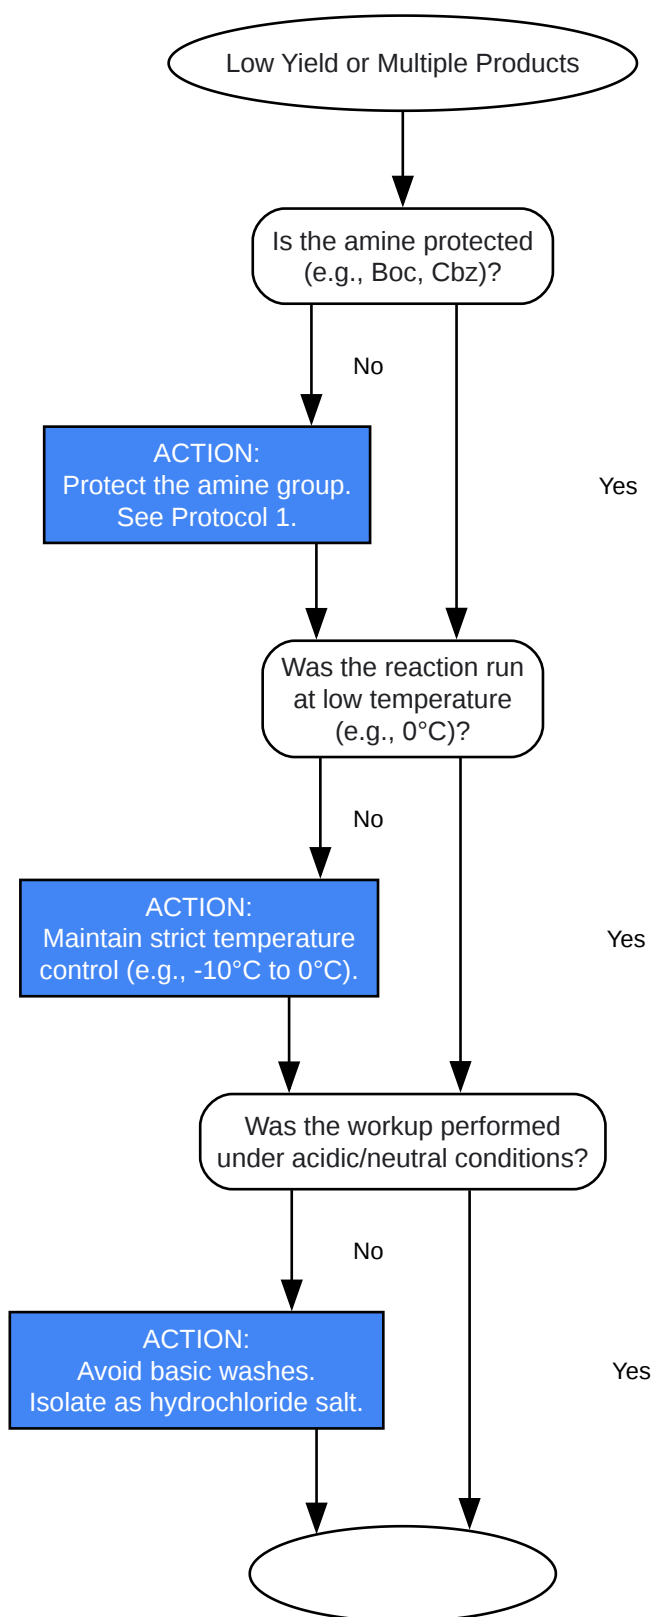 Low Yield or Multiple Products
Is the amine protected
(e.g., Boc, Cbz)?
No
ACTION:
Protect the amine group.
See Protocol 1.
Yes
Was the reaction run
at low temperature
(e.g., 0°C)?
No
ACTION:
Maintain strict temperature
control (e.g., -10°C to 0°C).
Yes
Was the workup performed
under acidic/neutral conditions?
No
ACTION:
Avoid basic washes.
Isolate as hydrochloride salt.
Yes